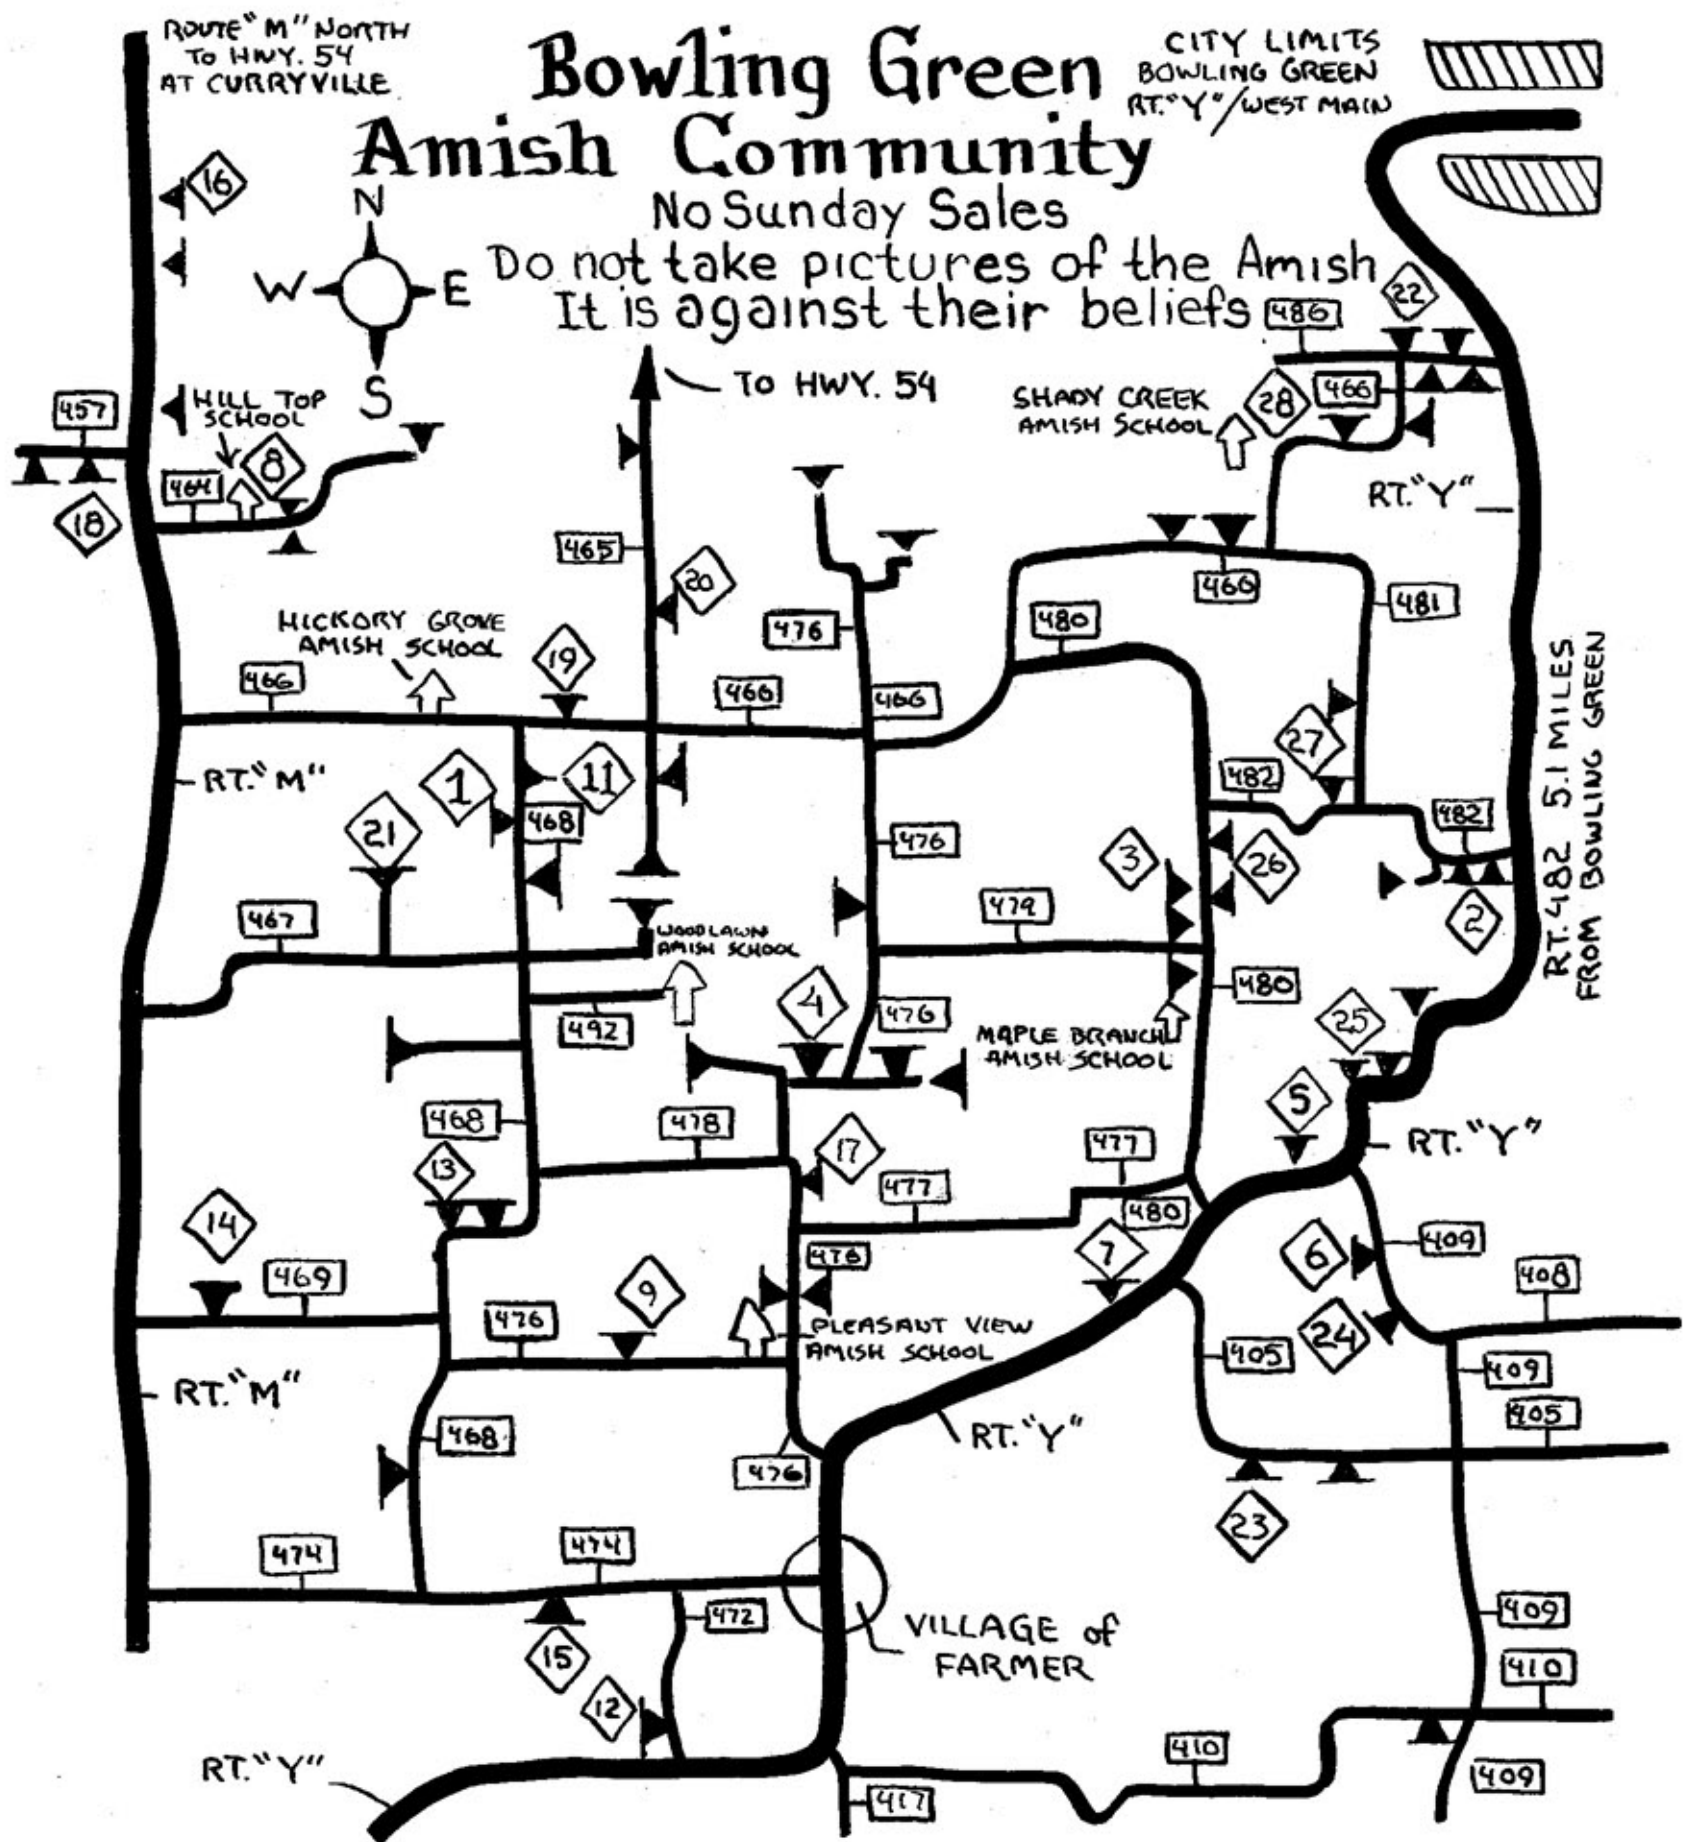 ROUTE "M" NORTH
TO HWY. 54
AT CURRYVILLE
Bowling Green
Amish Community
CITY LIMITS
BOWLING GREEN
RT. "Y"/WEST MAIN
No Sunday Sales
Do not take pictures of the Amish
It is against their beliefs
16
N
W
E
S
22
486
TO HWY. 54
HILL TOP
SCHOOL
457
SHADY CREEK
AMISH SCHOOL
28
466
8
464
18
RT. "Y"
465
20
476
466
481
480
HICKORY GROVE
AMISH SCHOOL
19
466
466
466
RT. "M"
1
11
468
21
27
482
482
RT. 482 5.1 MILES
FROM BOWLING GREEN
476
3
26
2
467
479
WOODLAWN
AMISH SCHOOL
492
4
476
480
25
MAPLE BRANCH
AMISH SCHOOL
5
468
478
13
17
477
477
480
RT. "Y"
14
469
476
9
476
7
6
409
408
24
PLEASANT VIEW
AMISH SCHOOL
405
409
RT. "M"
468
RT. "Y"
405
476
23
474
474
472
VILLAGE of
FARMER
409
15
12
410
RT. "Y"
410
417
409